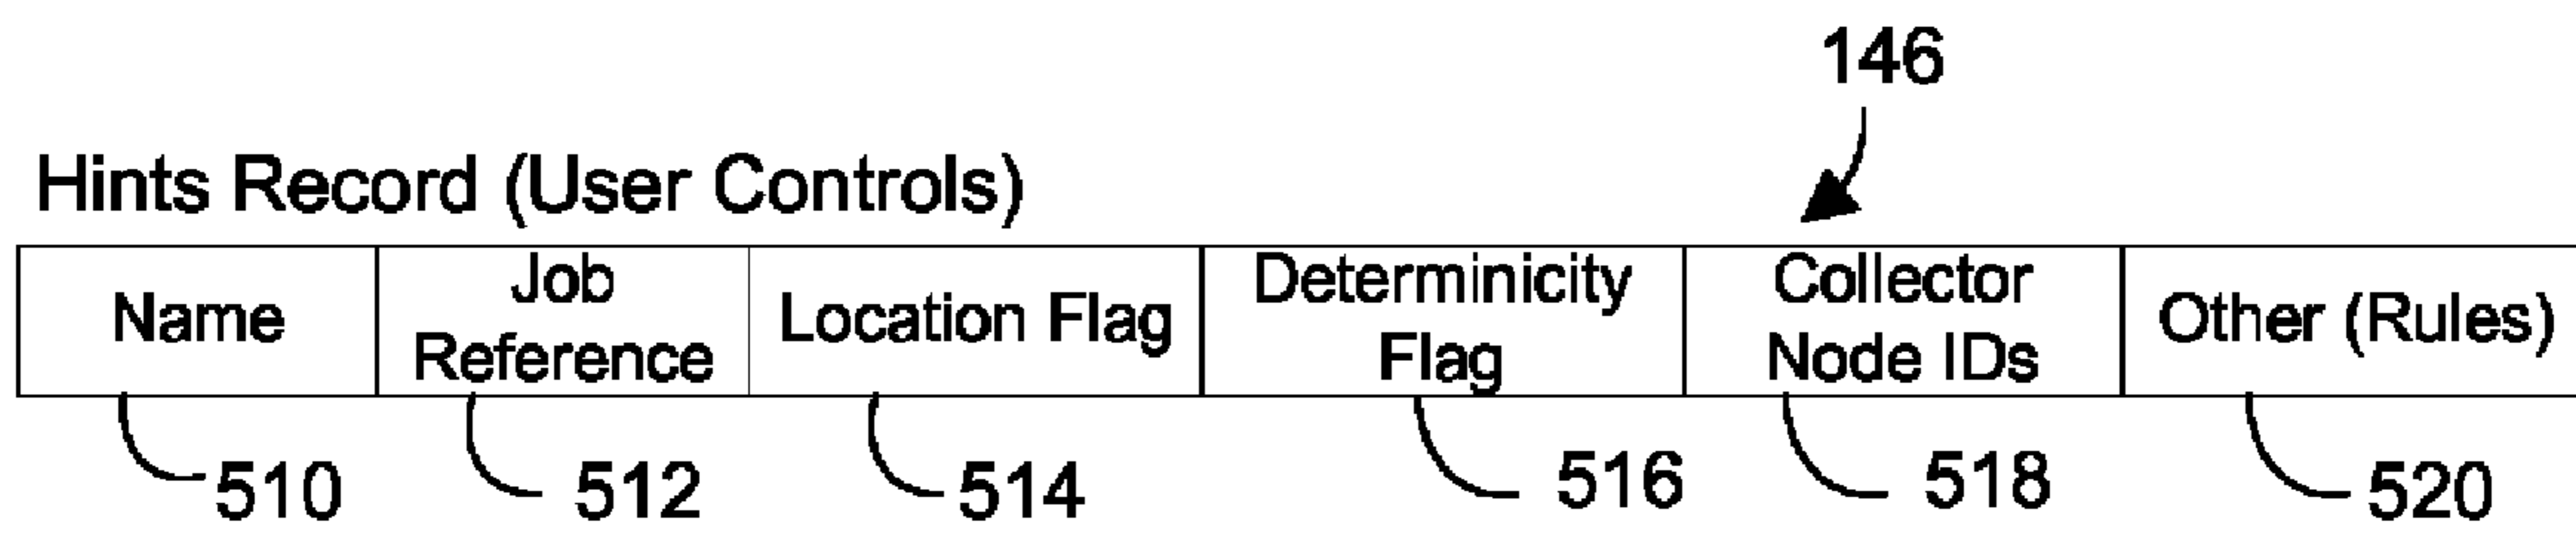 146
Hints Record (User Controls)
Name
Job
Reference
Location Flag
Determinicity
Flag
Collector
Node IDs
Other (Rules)
510
512
514
516
518
520